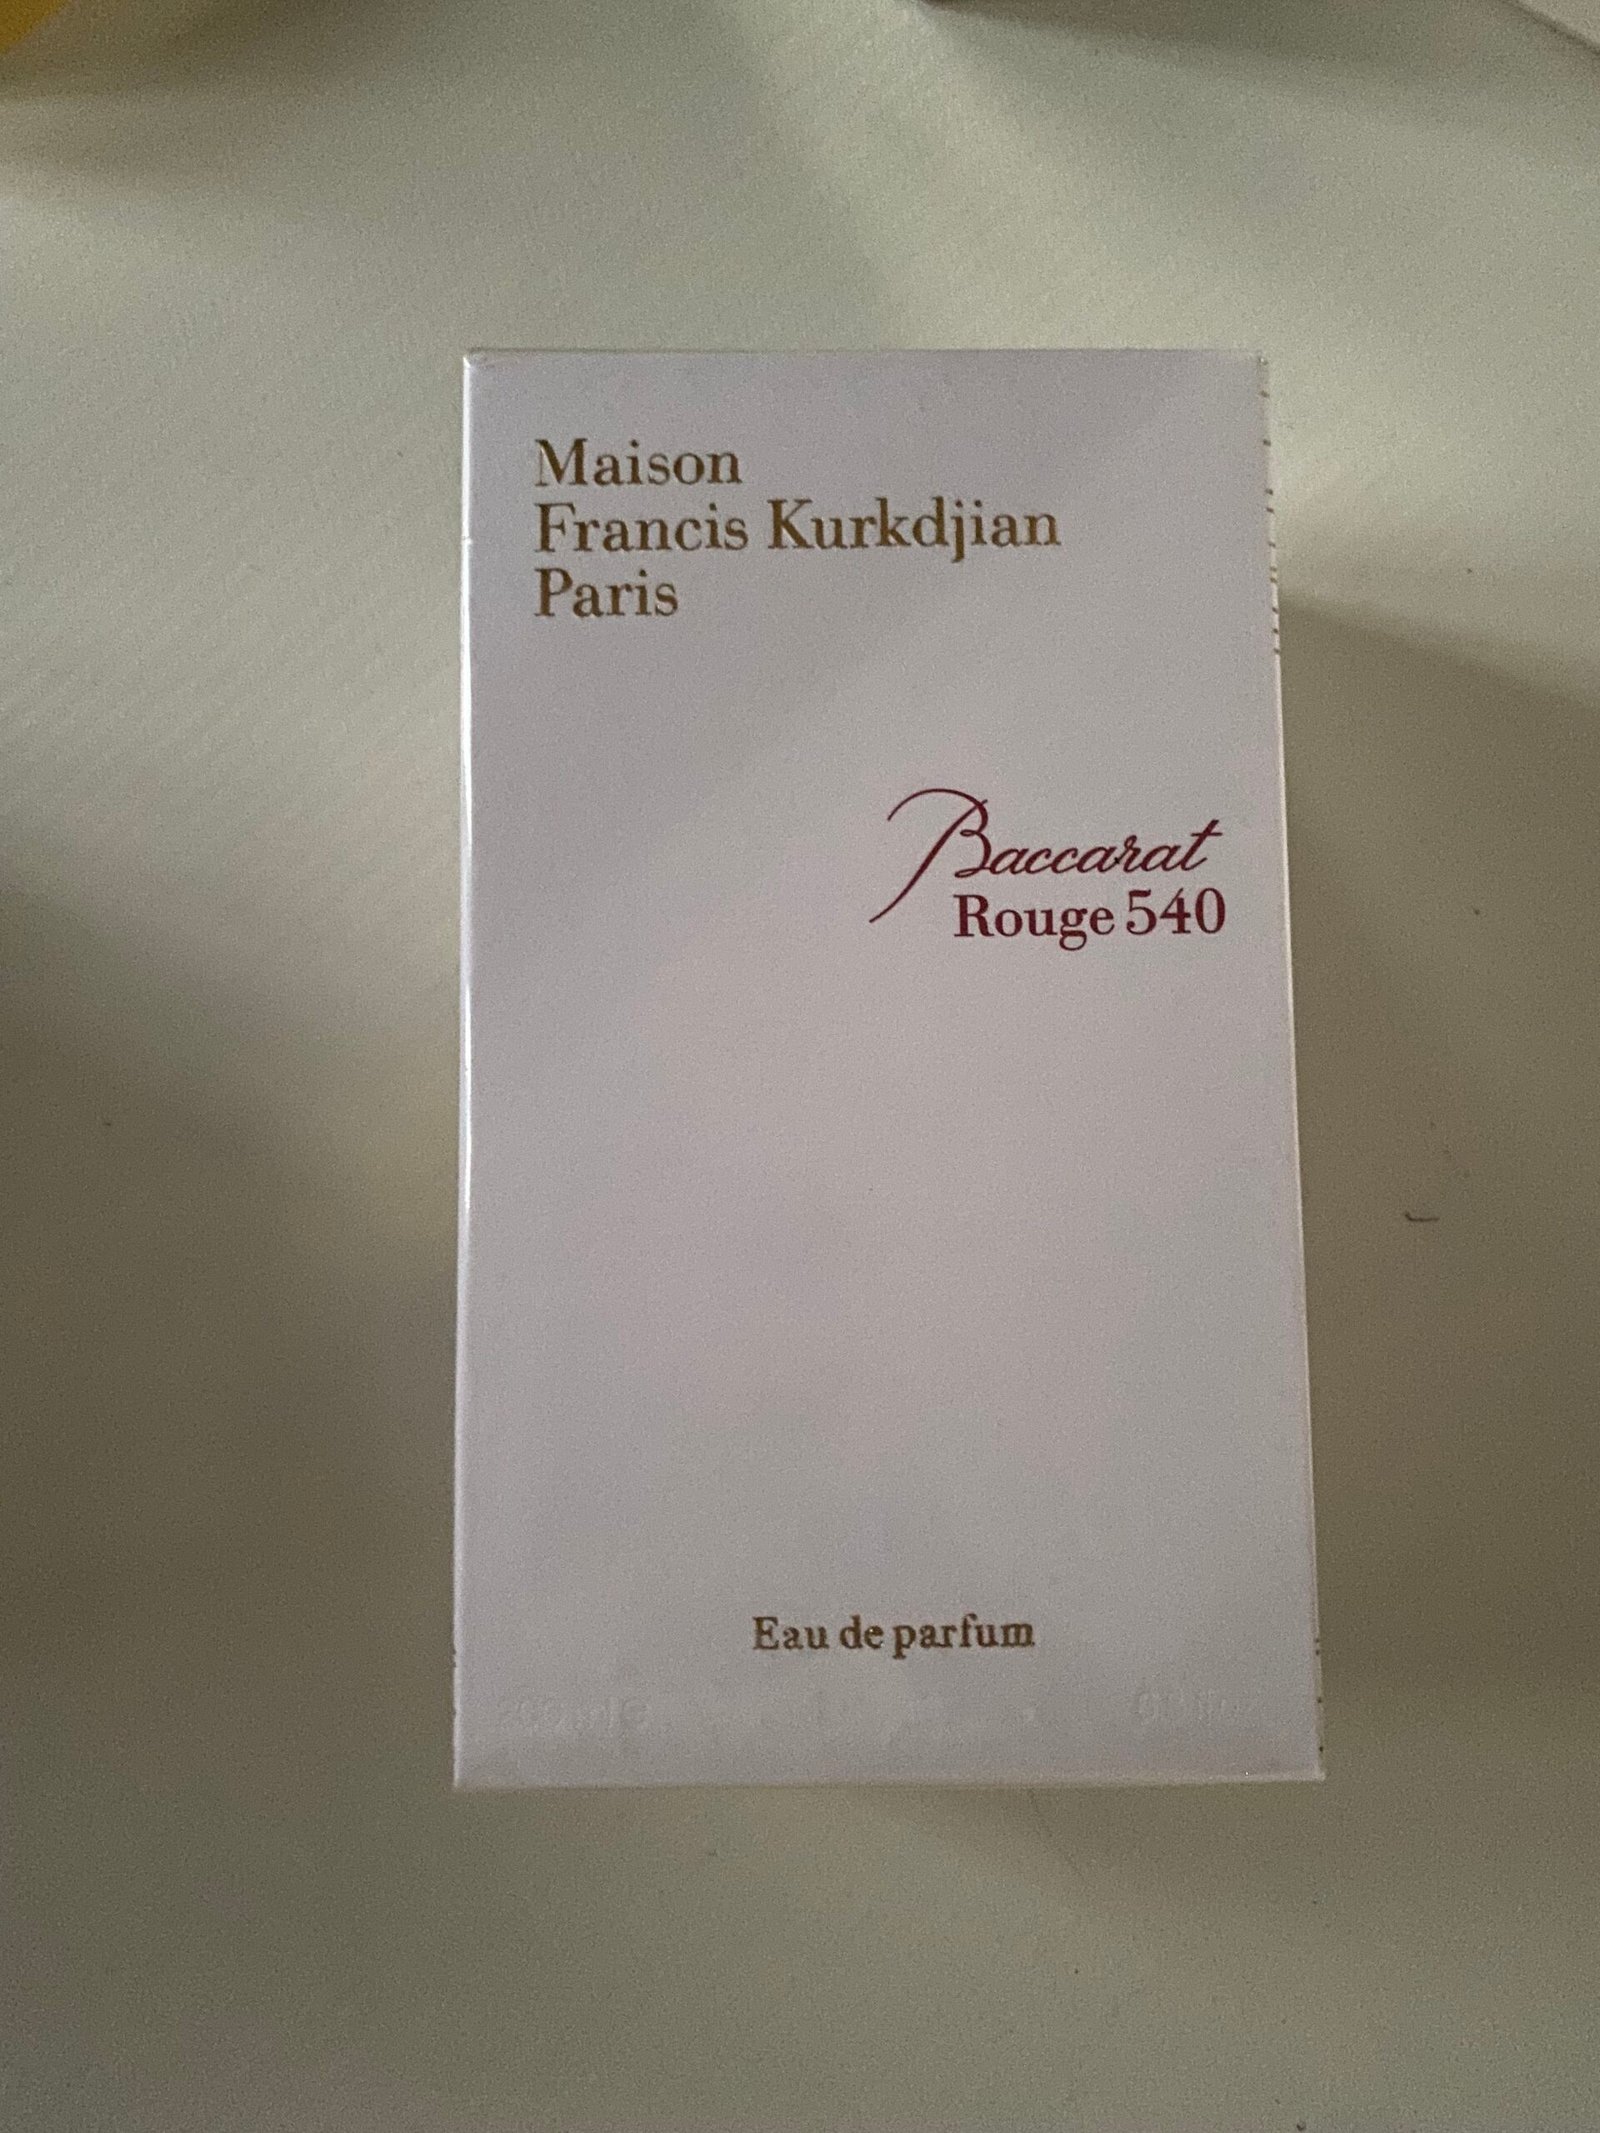 Maison
Francis Kurkdjian
Paris
Baccarat
Rouge 540
Eau de parfum